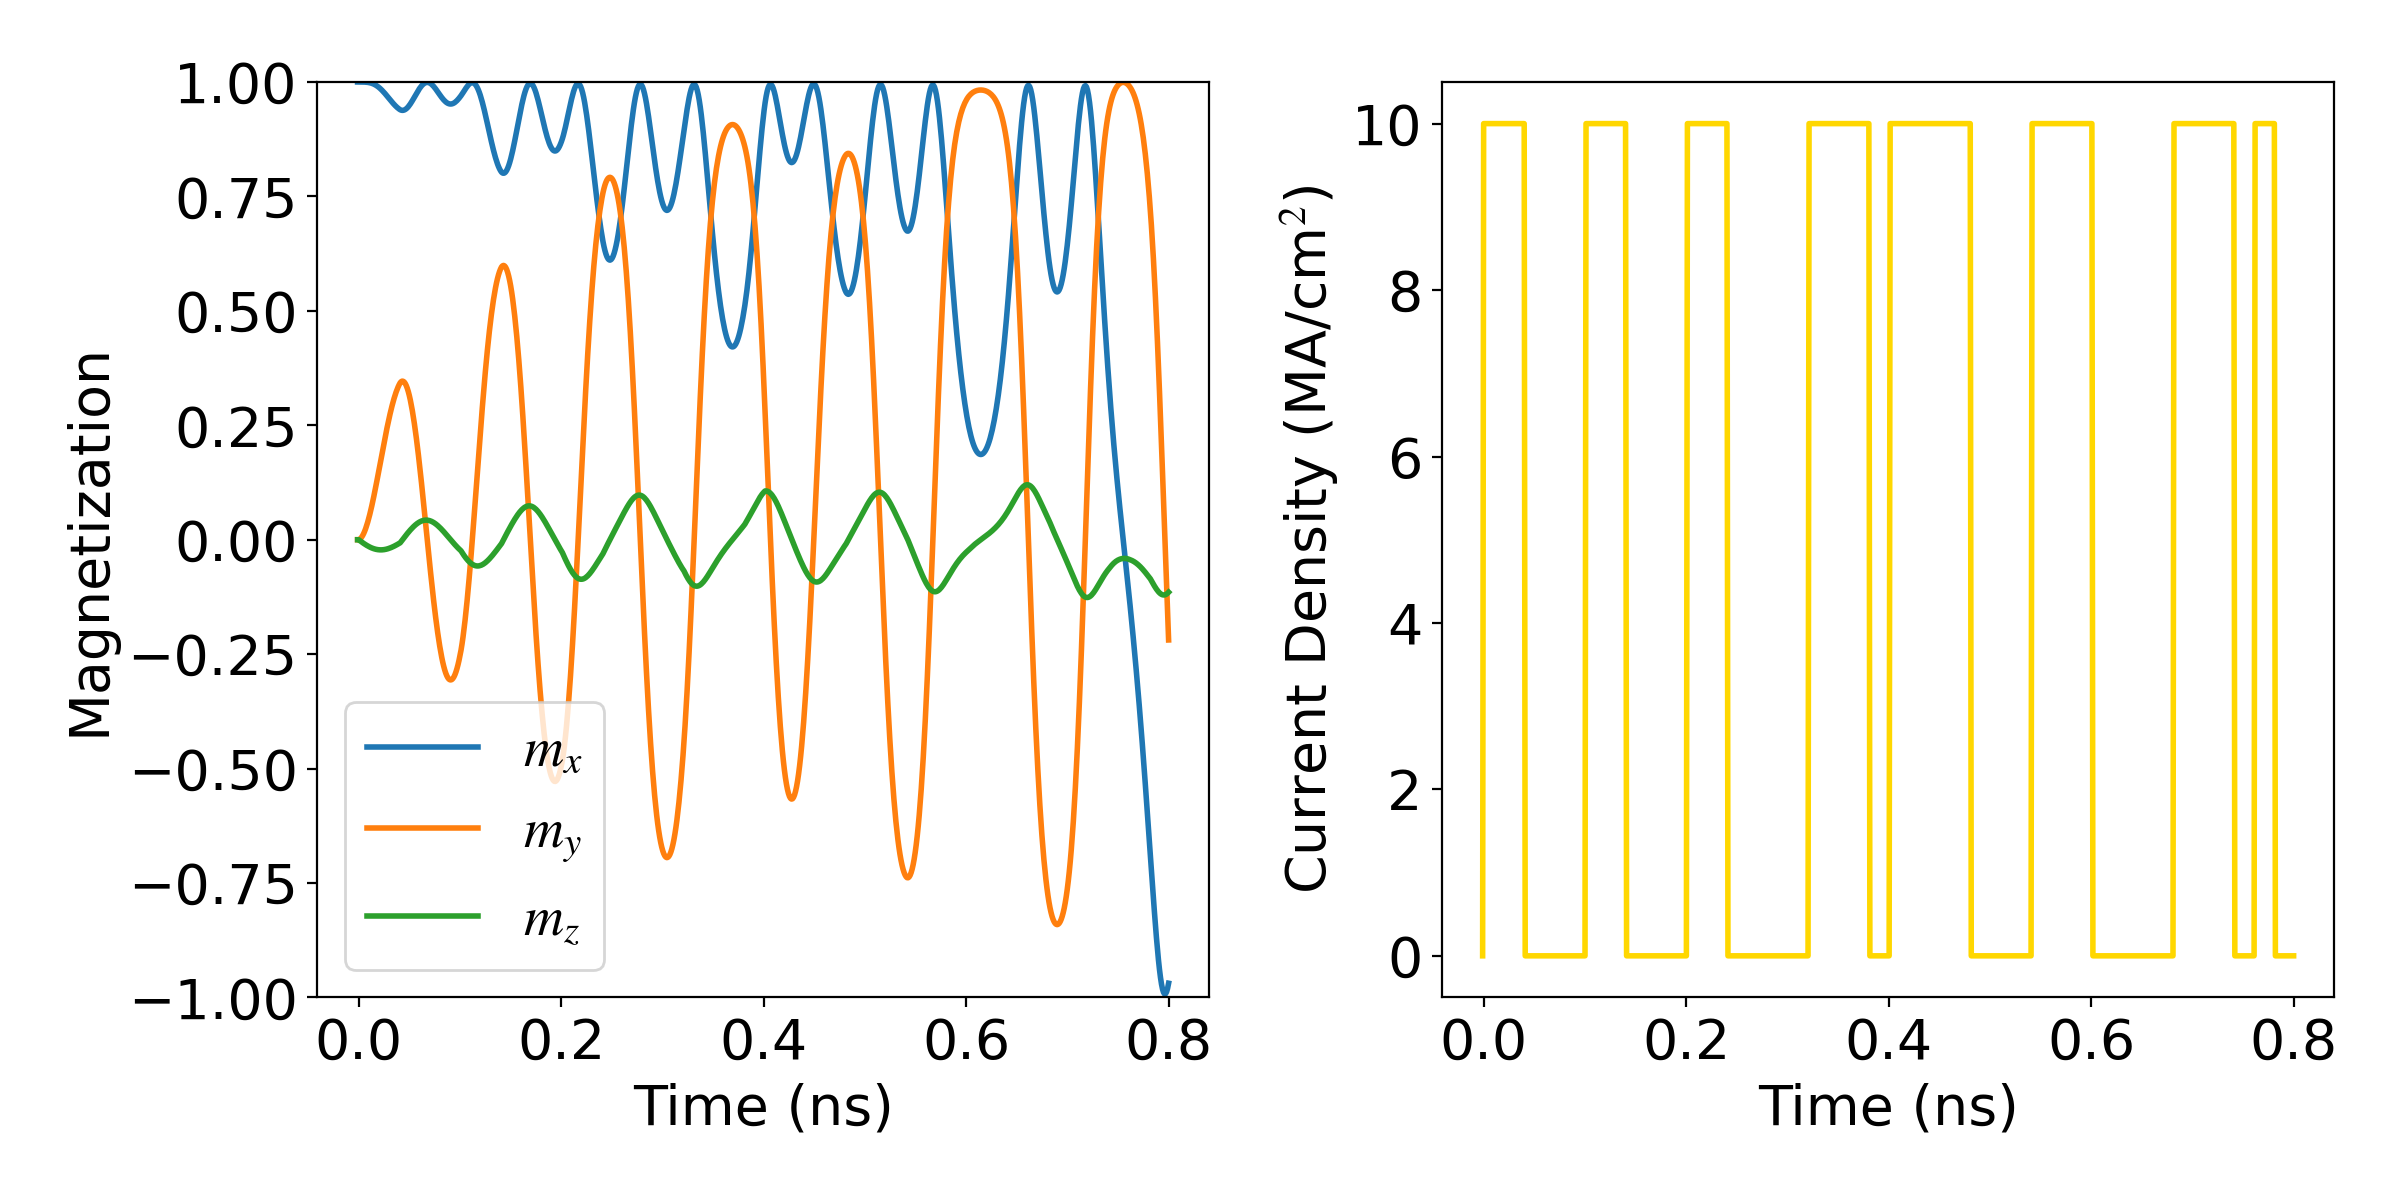 Magnetization
1.00
0.75
0.50
0.25
0.00
−0.25
−0.50
−0.75
−1.00
0.0 0.2 0.4 0.6 0.8
Time (ns)
m_x
m_y
m_z
Current Density (MA/cm²)
10
8
6
4
2
0
0.0 0.2 0.4 0.6 0.8
Time (ns)